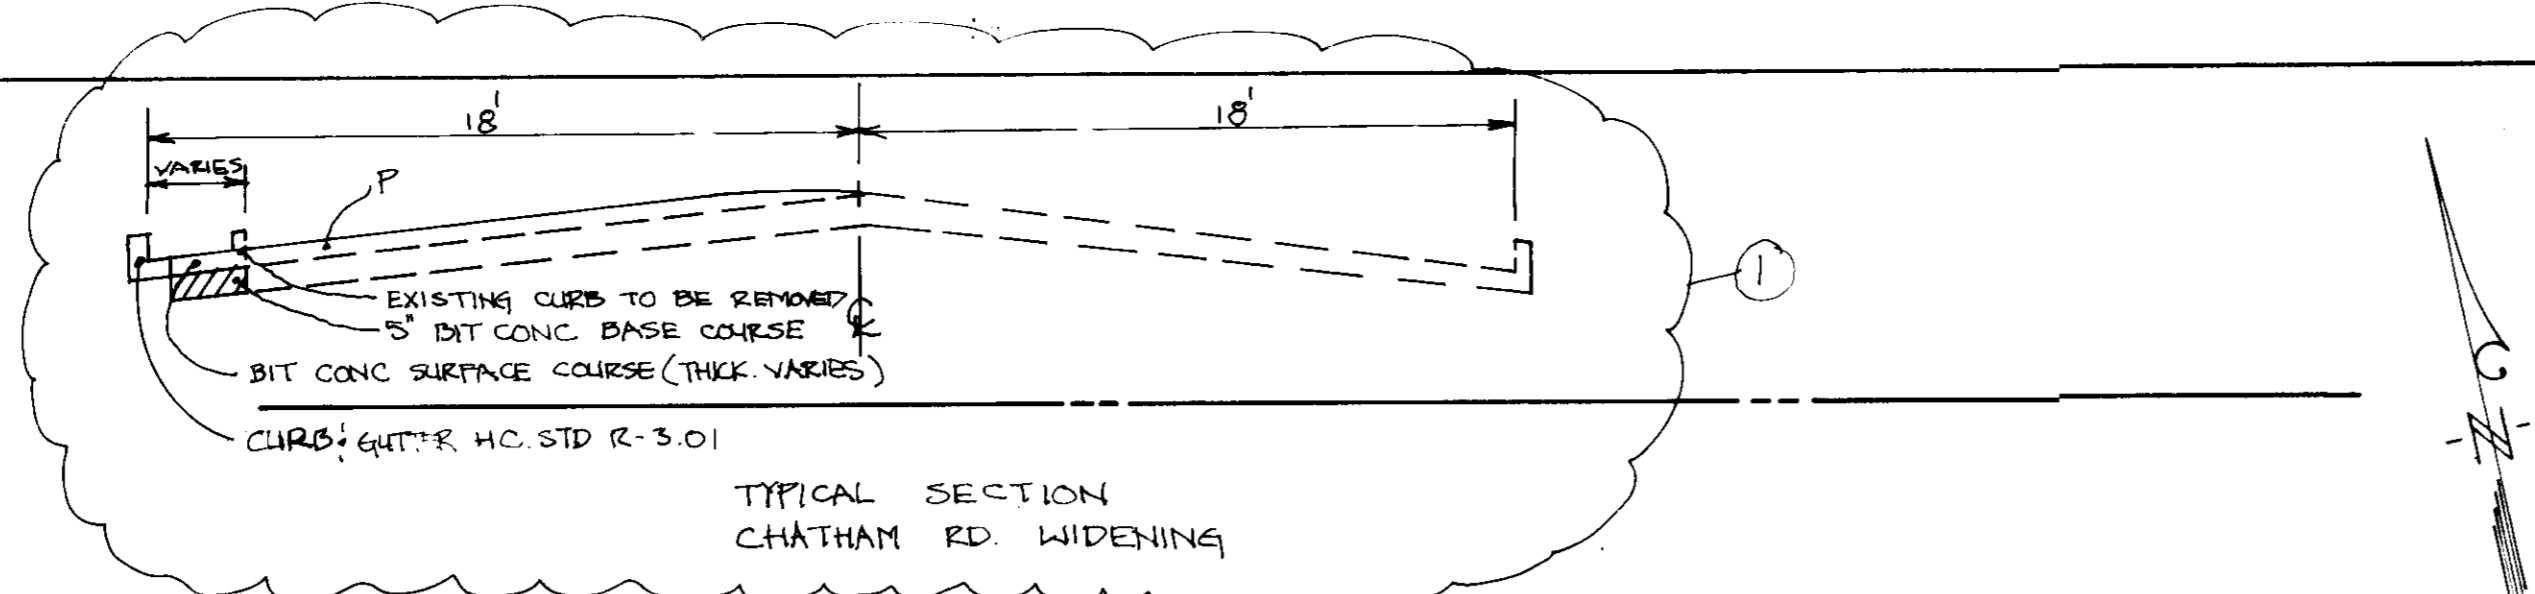 18' 18'
VARIES
P
1
EXISTING CURB TO BE REMOVED
5" BIT CONC BASE COURSE ℄
BIT CONC SURFACE COURSE (THICK. VARIES)
CURB & GUTTER HC. STD R-3.01
N
TYPICAL SECTION
CHATHAM RD. WIDENING